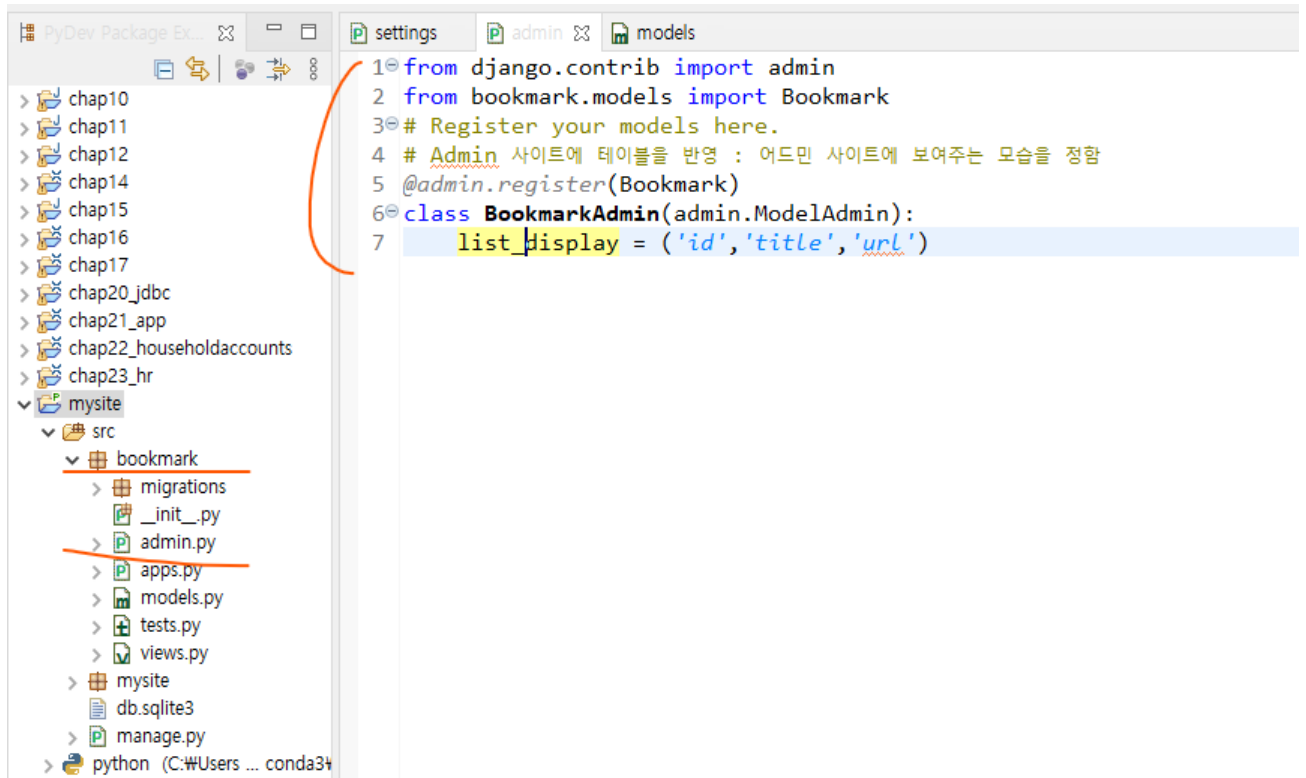 PyDev Package Ex...
chap10
chap11
chap12
chap14
chap15
chap16
chap17
chap20_jdbc
chap21_app
chap22_householdaccounts
chap23_hr
mysite
src
bookmark
migrations
__init__.py
admin.py
apps.py
models.py
tests.py
views.py
mysite
db.sqlite3
manage.py
python (C:₩Users ... conda3₩
settings admin models
1 from django.contrib import admin
2 from bookmark.models import Bookmark
3 # Register your models here.
4 # Admin 사이트에 테이블을 반영 : 어드민 사이트에 보여주는 모습을 정함
5 @admin.register(Bookmark)
6 class BookmarkAdmin(admin.ModelAdmin):
7 list_display = ('id','title','url')